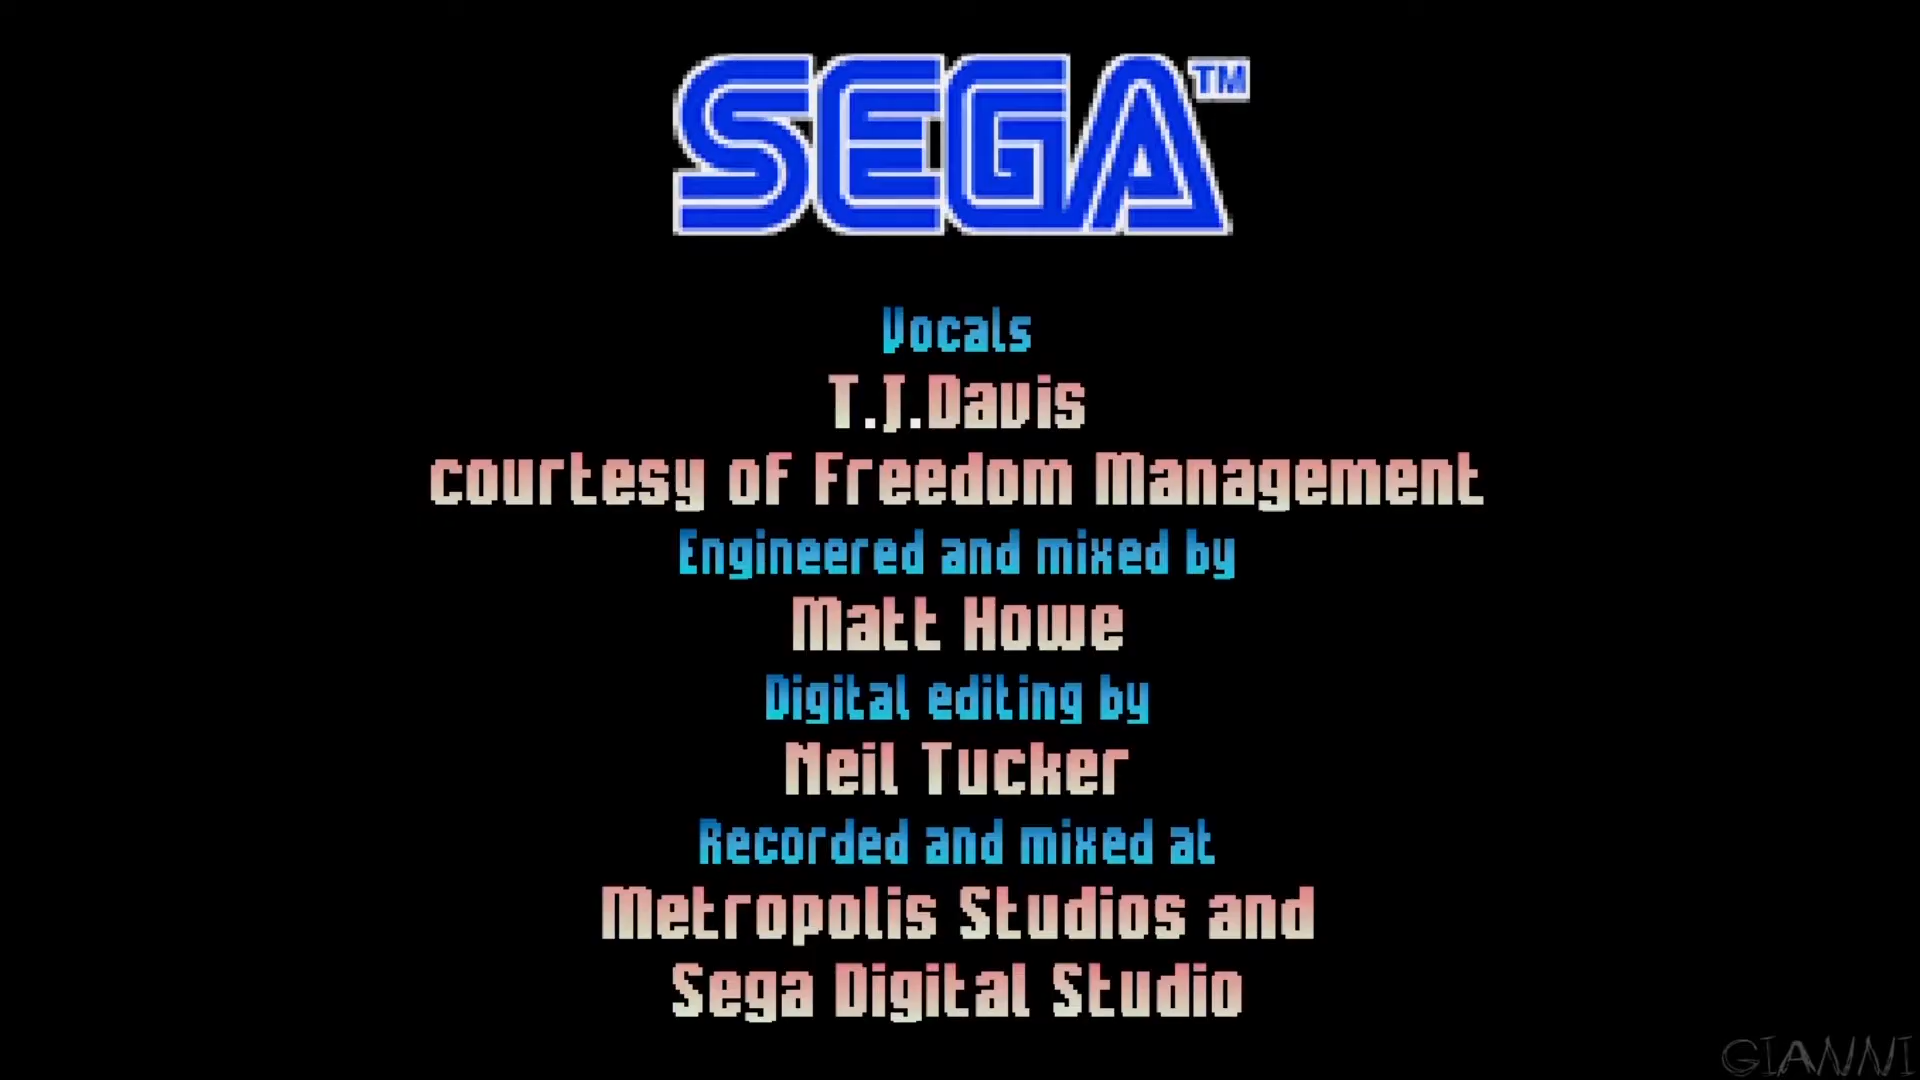 SEGA™
Vocals
T.J.Davis
courtesy of Freedom Management
Engineered and mixed by
Matt Howe
Digital editing by
Neil Tucker
Recorded and mixed at
Metropolis Studios and
Sega Digital Studio
GIANNI